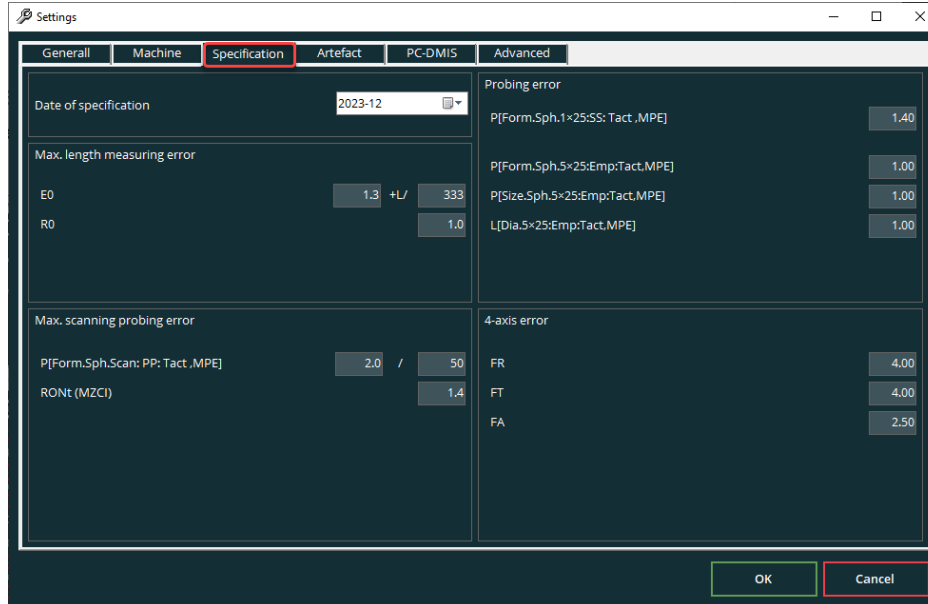 Settings
Generall Machine Specification Artefact PC-DMIS Advanced
Date of specification 2023-12
Max. length measuring error
E0 1.3 +L/ 333
R0 1.0
Probing error
P[Form.Sph.1×25:SS: Tact ,MPE] 1.40
P[Form.Sph.5×25:Emp:Tact,MPE] 1.00
P[Size.Sph.5×25:Emp:Tact,MPE] 1.00
L[Dia.5×25:Emp:Tact,MPE] 1.00
Max. scanning probing error
P[Form.Sph.Scan: PP: Tact ,MPE] 2.0 / 50
RONt (MZCI) 1.4
4-axis error
FR 4.00
FT 4.00
FA 2.50
OK Cancel